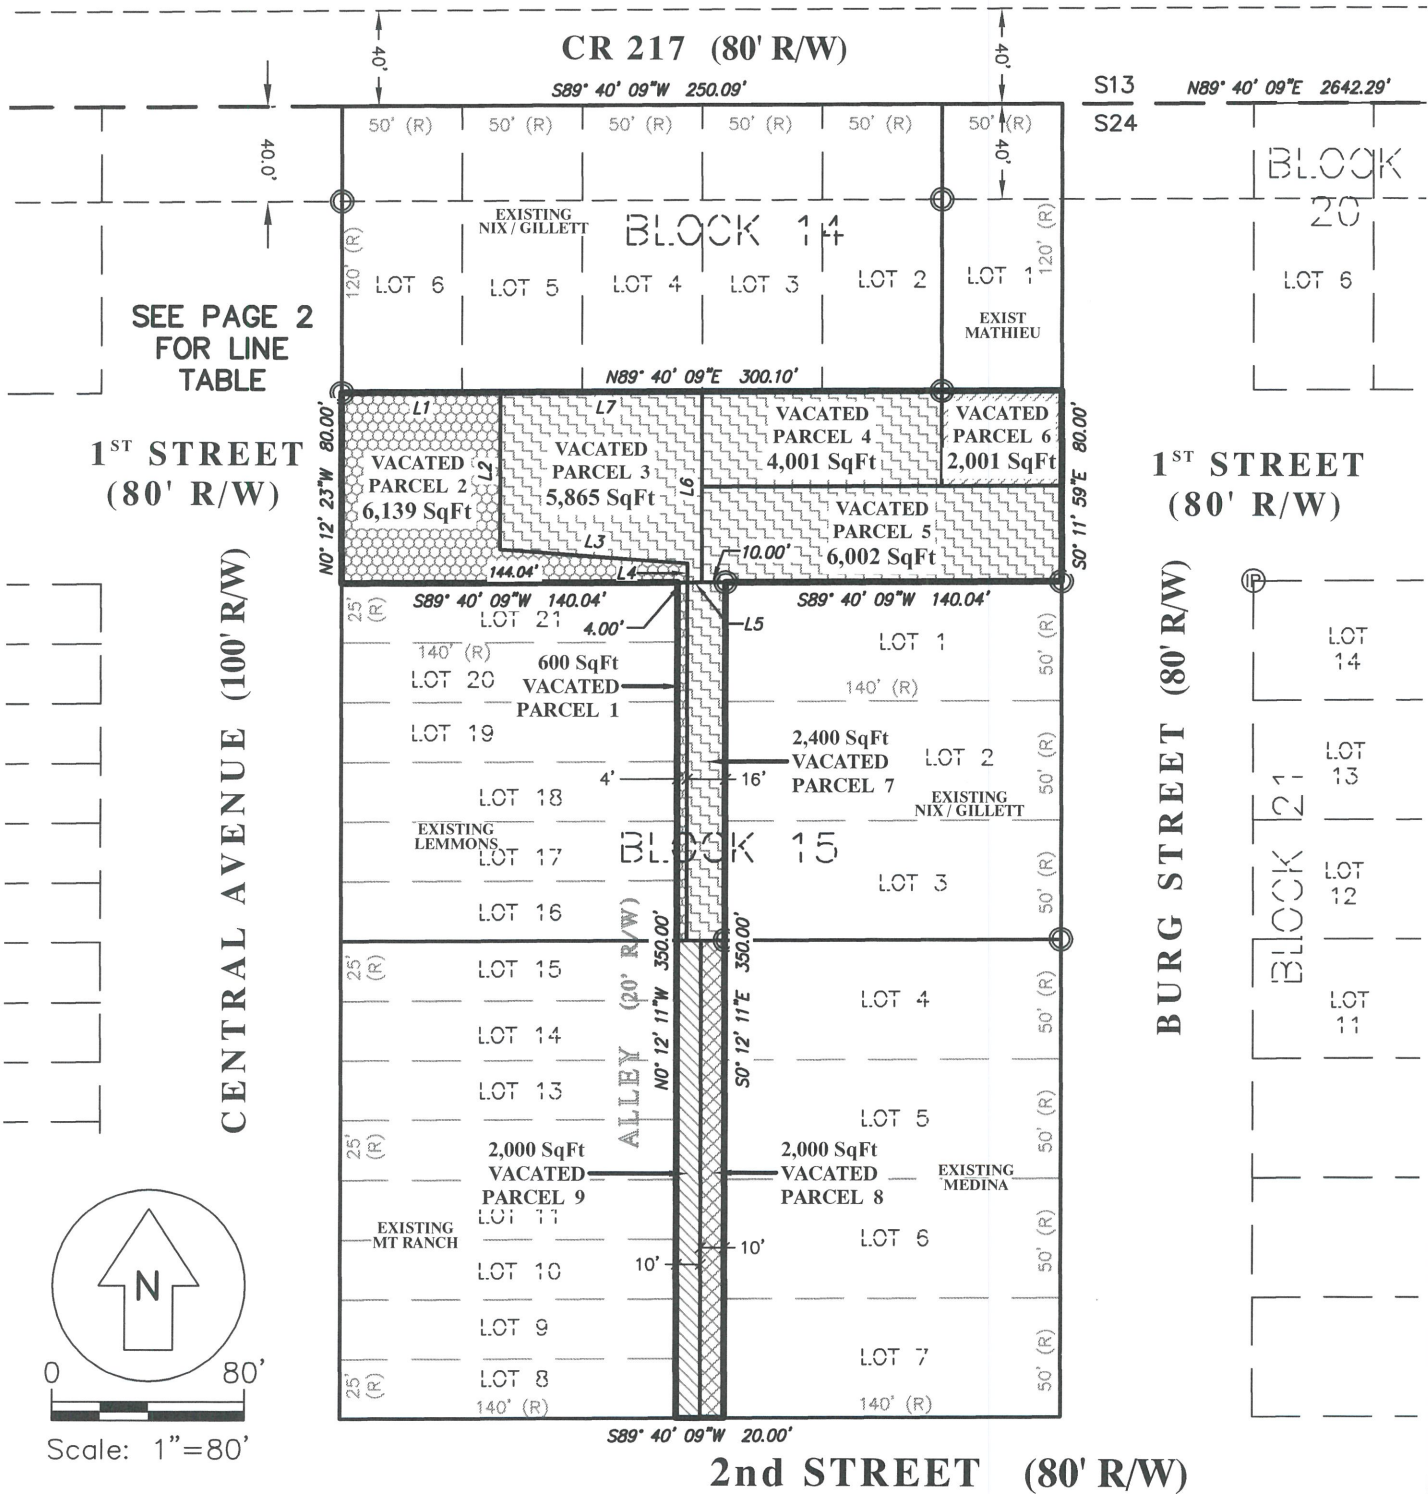 CR 217 (80' R/W)
40'
40'
S89° 40' 09"W 250.09'
S13
S24
N89° 40' 09"E 2642.29'
40.0'
50' (R)
50' (R)
50' (R)
50' (R)
50' (R)
50' (R)
40'
BLOCK
20
EXISTING
NIX / GILLETT
BLOCK 14
120' (R)
120' (R)
LOT 6
LOT 5
LOT 4
LOT 3
LOT 2
LOT 1
LOT 6
EXIST
MATHIEU
SEE PAGE 2
FOR LINE
TABLE
N89° 40' 09"E 300.10'
L1
L7
1ST STREET
(80' R/W)
N0° 12' 23"W 80.00'
VACATED
PARCEL 2
6,139 SqFt
L2
VACATED
PARCEL 3
5,865 SqFt
L6
VACATED
PARCEL 4
4,001 SqFt
VACATED
PARCEL 6
2,001 SqFt
S0° 11' 59"E 80.00'
1ST STREET
(80' R/W)
VACATED
PARCEL 5
6,002 SqFt
L3
10.00'
144.04'
L4
S89° 40' 09"W 140.04'
S89° 40' 09"W 140.04'
4.00'
L5
IP
25'
(R)
LOT 21
140' (R)
LOT 20
LOT 19
LOT 18
EXISTING
LEMMONS
LOT 17
LOT 16
600 SqFt
VACATED
PARCEL 1
LOT 1
50' (R)
140' (R)
2,400 SqFt
VACATED
PARCEL 7
4'
16'
LOT 2
50' (R)
EXISTING
NIX / GILLETT
BLOCK 15
LOT 3
50' (R)
CENTRAL AVENUE (100' R/W)
BURG STREET (80' R/W)
LOT
14
LOT
13
BLOCK 21
LOT
12
LOT
11
ALLEY (20' R/W)
N0° 12' 11"W 350.00'
S0° 12' 11"E 350.00'
25'
(R)
LOT 15
LOT 14
LOT 13
LOT 4
50' (R)
LOT 5
50' (R)
25'
(R)
2,000 SqFt
VACATED
PARCEL 9
2,000 SqFt
VACATED
PARCEL 8
EXISTING
MEDINA
LOT 11
EXISTING
MT RANCH
LOT 10
10'
10'
LOT 6
50' (R)
LOT 9
LOT 8
25'
(R)
140' (R)
LOT 7
50' (R)
140' (R)
N
0 80'
Scale: 1"=80'
S89° 40' 09"W 20.00'
2nd STREET (80' R/W)